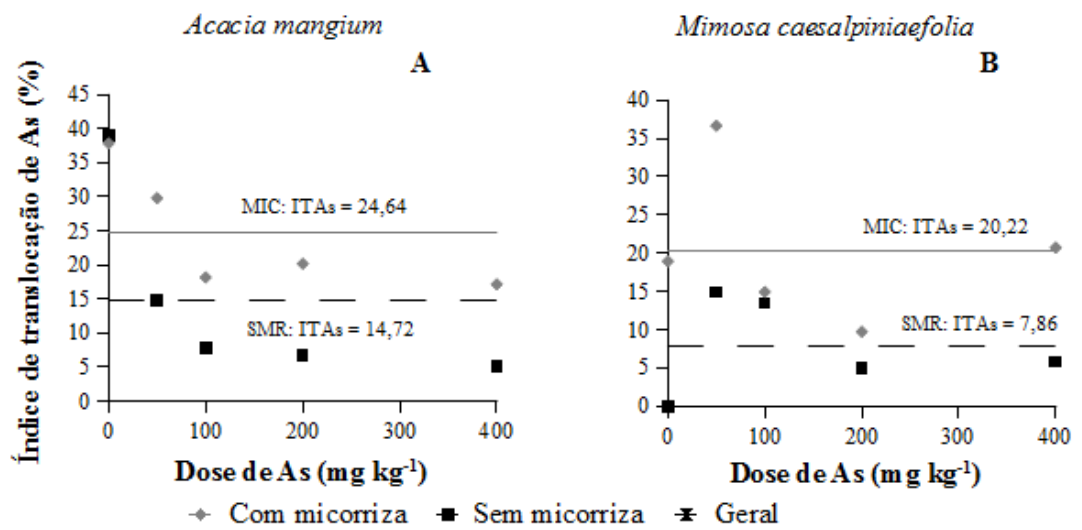 Acacia mangium
Mimosa caesalpiniaefolia
A
B
Índice de translocação de As (%)
45
40
35
30
25
20
15
10
5
0
MIC: ITAs = 24,64
SMR: ITAs = 14,72
0 100 200 300 400
Dose de As (mg kg⁻¹)
40
35
30
25
20
15
10
5
0
MIC: ITAs = 20,22
SMR: ITAs = 7,86
0 100 200 300 400
Dose de As (mg kg⁻¹)
Com micorriza Sem micorriza Geral